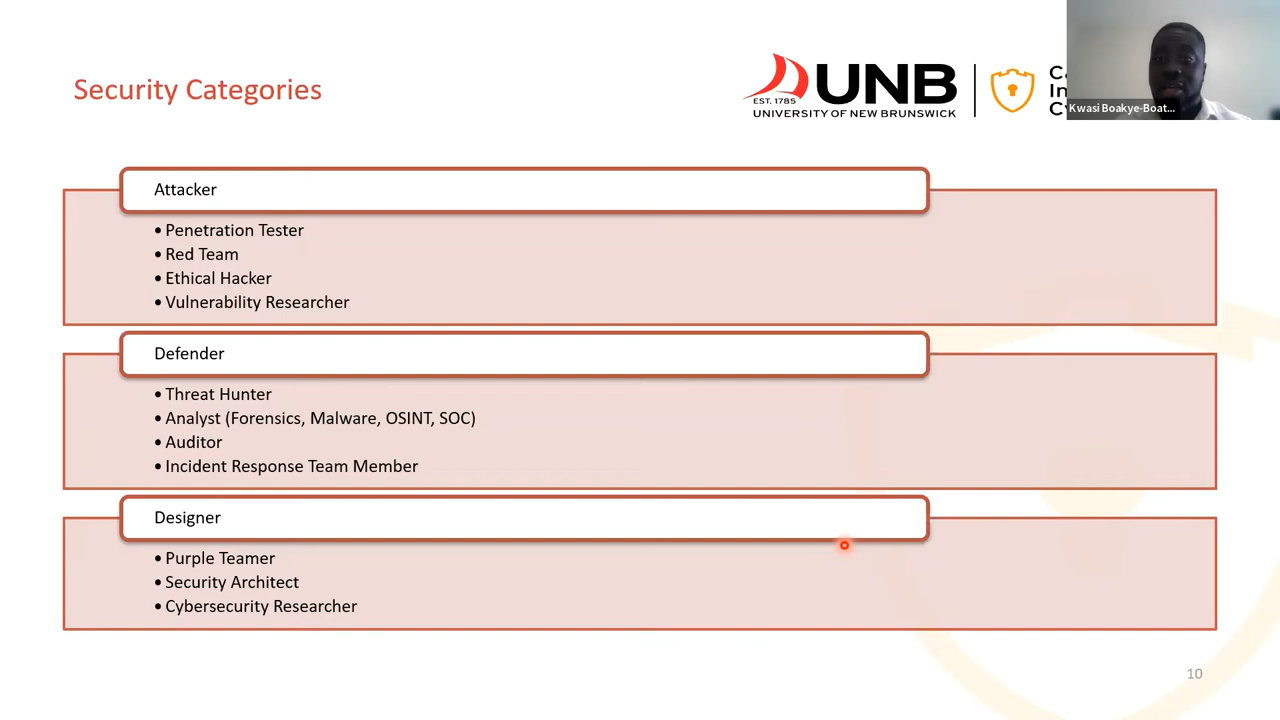 Security Categories
EST. 1785
UNB
UNIVERSITY OF NEW BRUNSWICK
Kwasi Boakye-Boat...
Attacker
• Penetration Tester
• Red Team
• Ethical Hacker
• Vulnerability Researcher
Defender
• Threat Hunter
• Analyst (Forensics, Malware, OSINT, SOC)
• Auditor
• Incident Response Team Member
Designer
• Purple Teamer
• Security Architect
• Cybersecurity Researcher
10